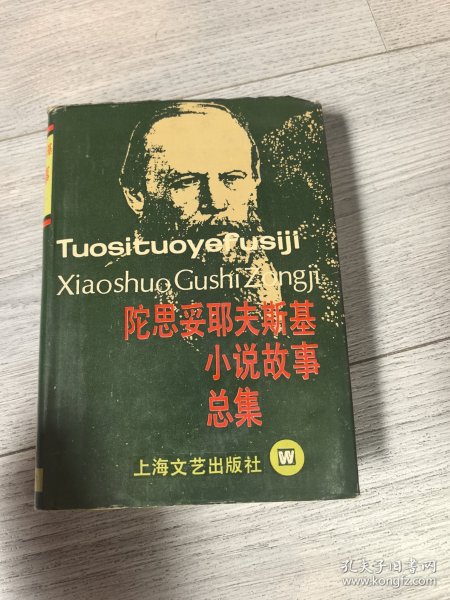 Tuosituoyefusiji
Xiaoshuo Gushi Zongji
陀思妥耶夫斯基
小说故事
总集
上海文艺出版社
W
孔夫子旧书网
www.kongfz.com